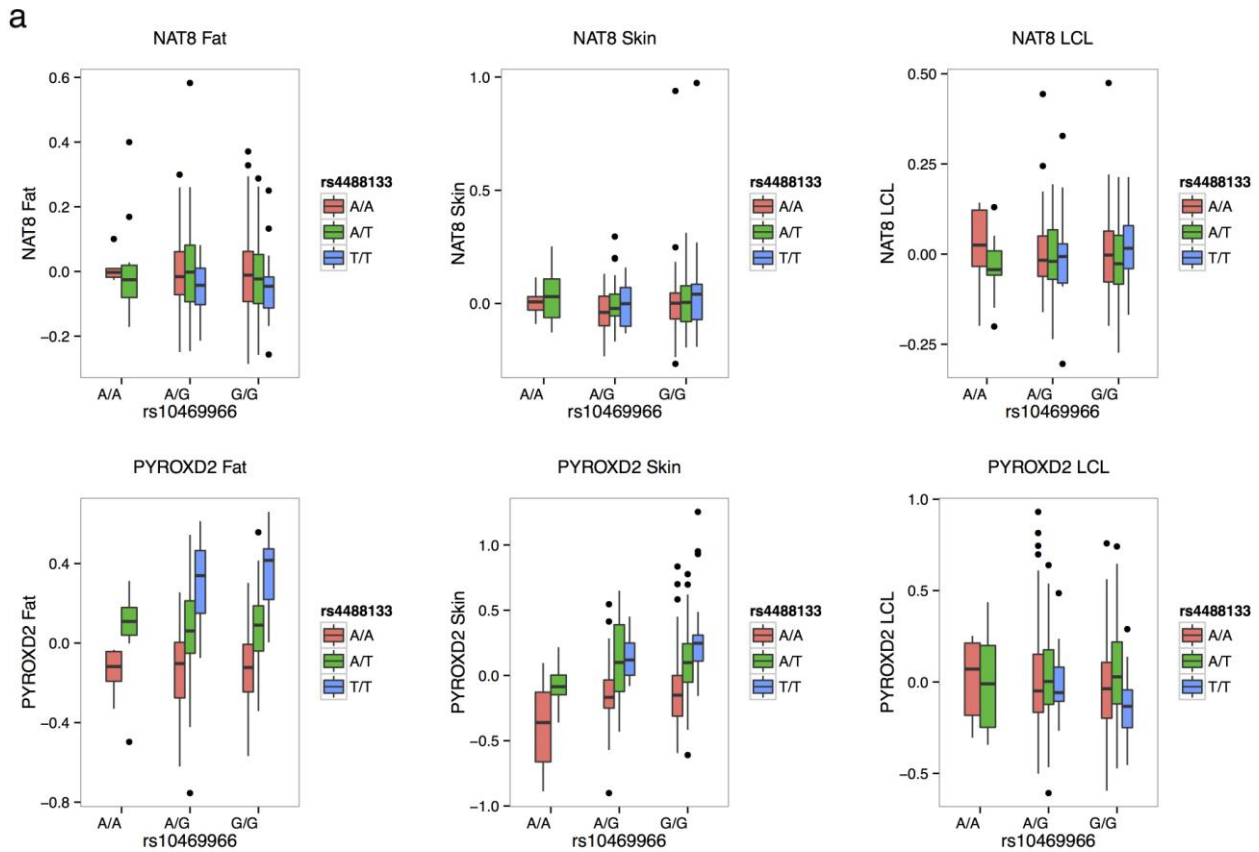 a
NAT8 Fat
NAT8 Fat
0.6
0.4
0.2
0.0
−0.2
A/A A/G G/G
rs10469966
rs4488133
A/A
A/T
T/T
NAT8 Skin
NAT8 Skin
1.0
0.5
0.0
A/A A/G G/G
rs10469966
rs4488133
A/A
A/T
T/T
NAT8 LCL
NAT8 LCL
0.50
0.25
0.00
−0.25
A/A A/G G/G
rs10469966
rs4488133
A/A
A/T
T/T
PYROXD2 Fat
PYROXD2 Fat
0.4
0.0
−0.4
−0.8
A/A A/G G/G
rs10469966
rs4488133
A/A
A/T
T/T
PYROXD2 Skin
PYROXD2 Skin
1.0
0.5
0.0
−0.5
−1.0
A/A A/G G/G
rs10469966
rs4488133
A/A
A/T
T/T
PYROXD2 LCL
PYROXD2 LCL
1.0
0.5
0.0
−0.5
A/A A/G G/G
rs10469966
rs4488133
A/A
A/T
T/T